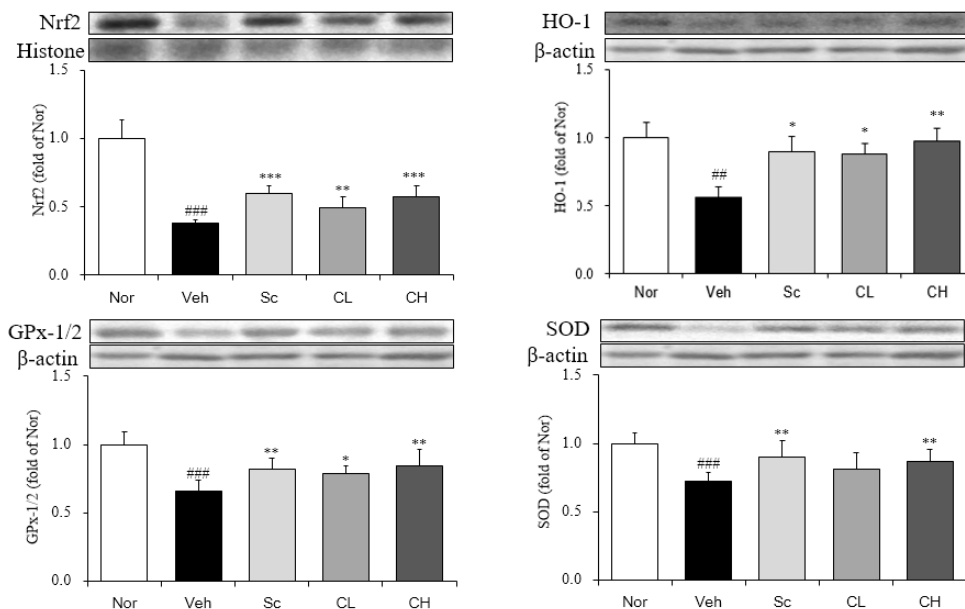 Nrf2
Histone
1.5
1.0
0.5
0.0
Nrf2 (fold of Nor)
###
***
**
***
Nor Veh Sc CL CH
HO-1
β-actin
1.5
1.0
0.5
0.0
HO-1 (fold of Nor)
##
*
*
**
Nor Veh Sc CL CH
GPx-1/2
β-actin
1.5
1.0
0.5
0.0
GPx-1/2 (fold of Nor)
###
**
*
**
Nor Veh Sc CL CH
SOD
β-actin
1.5
1.0
0.5
0.0
SOD (fold of Nor)
###
**
**
Nor Veh Sc CL CH